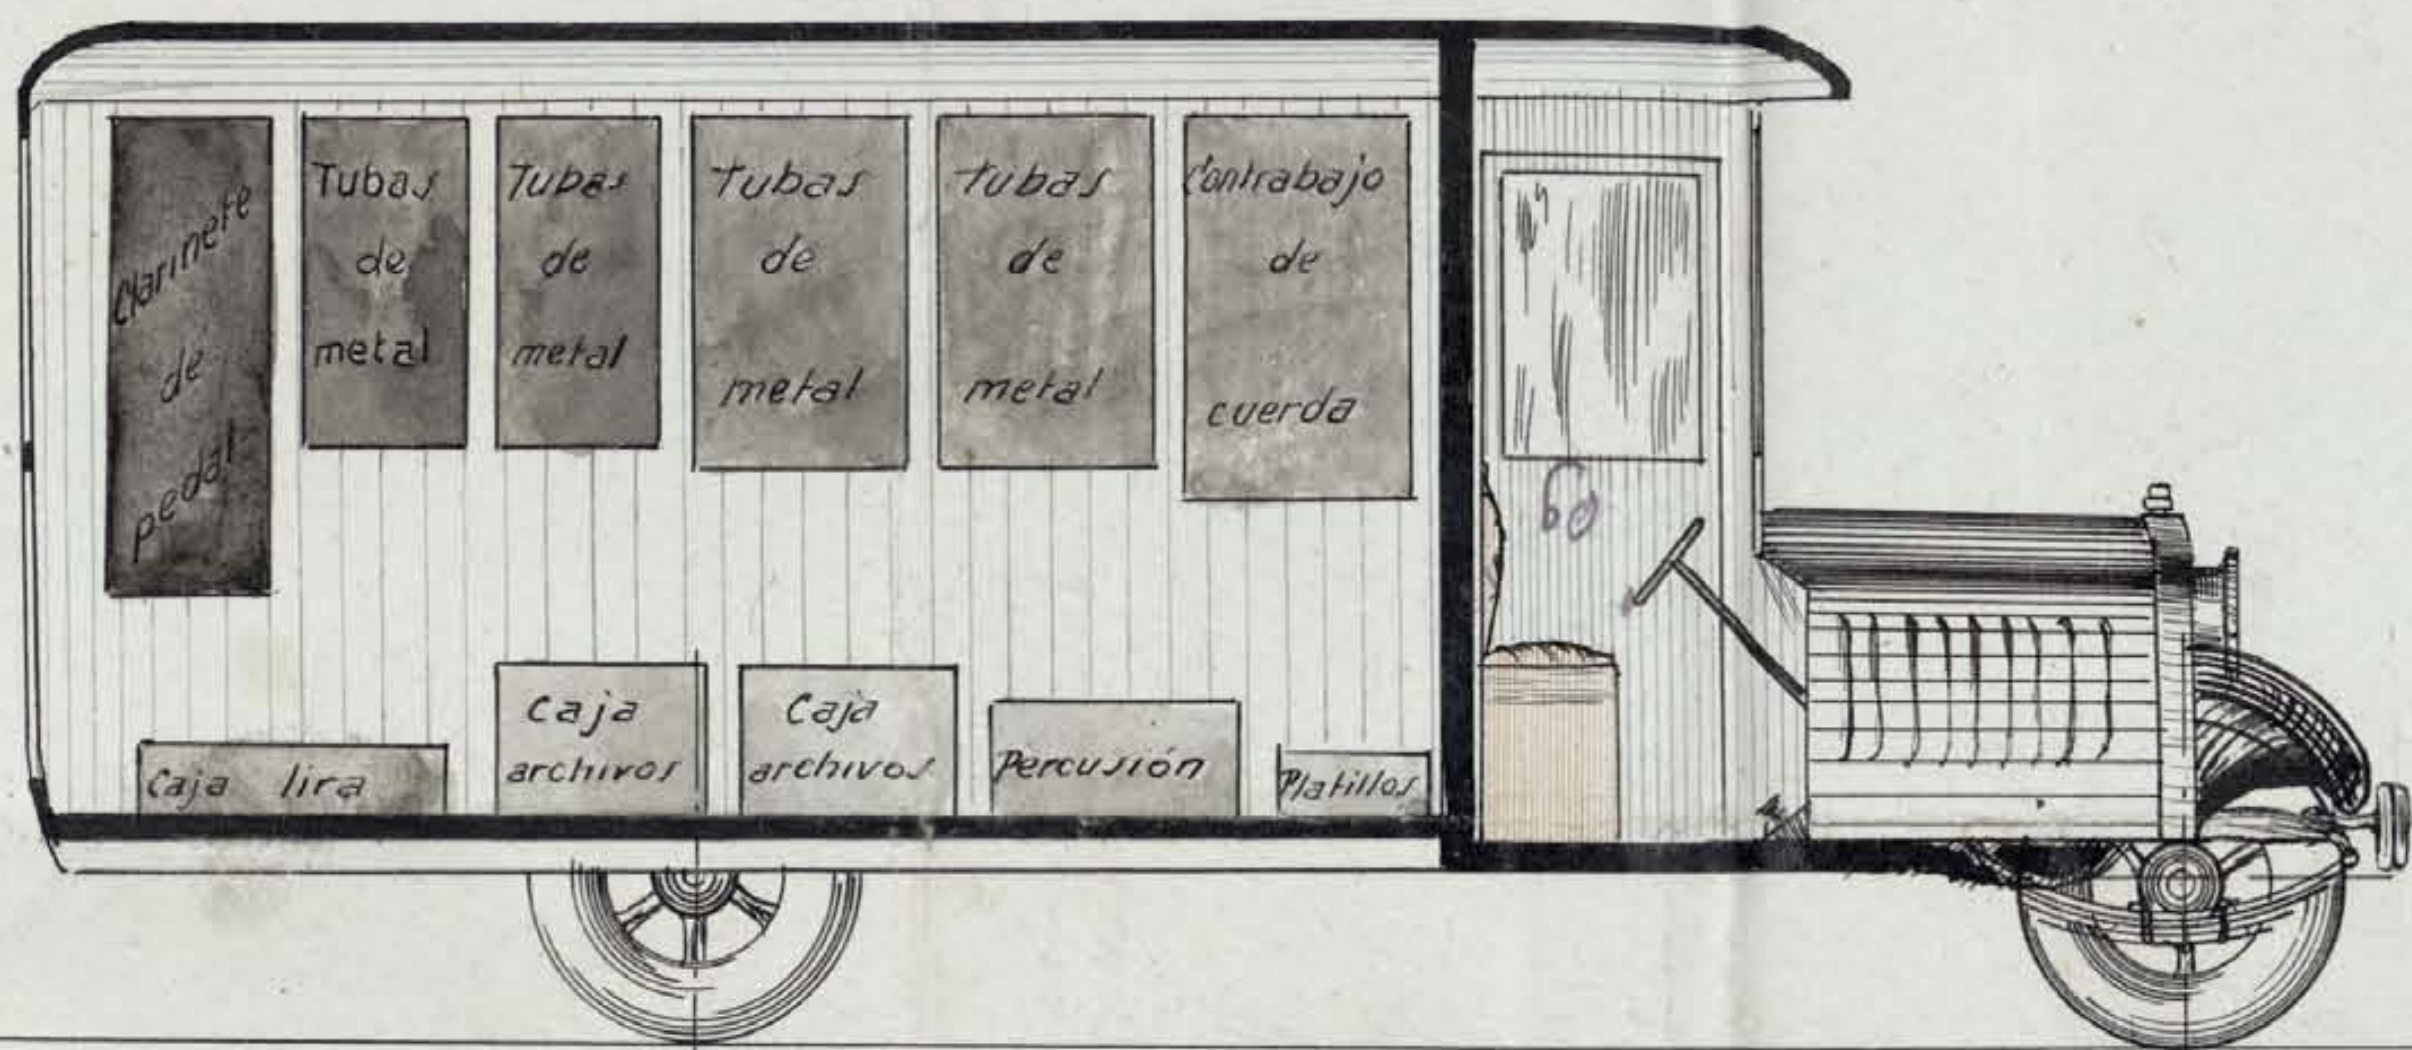 Clarinete
de
pedal
Tubas
de
metal
Tubas
de
metal
Tubas
de
metal
Tubas
de
metal
Contrabajo
de
cuerda
Caja lira
Caja
archivos
Caja
archivos
Percusión
Platillos